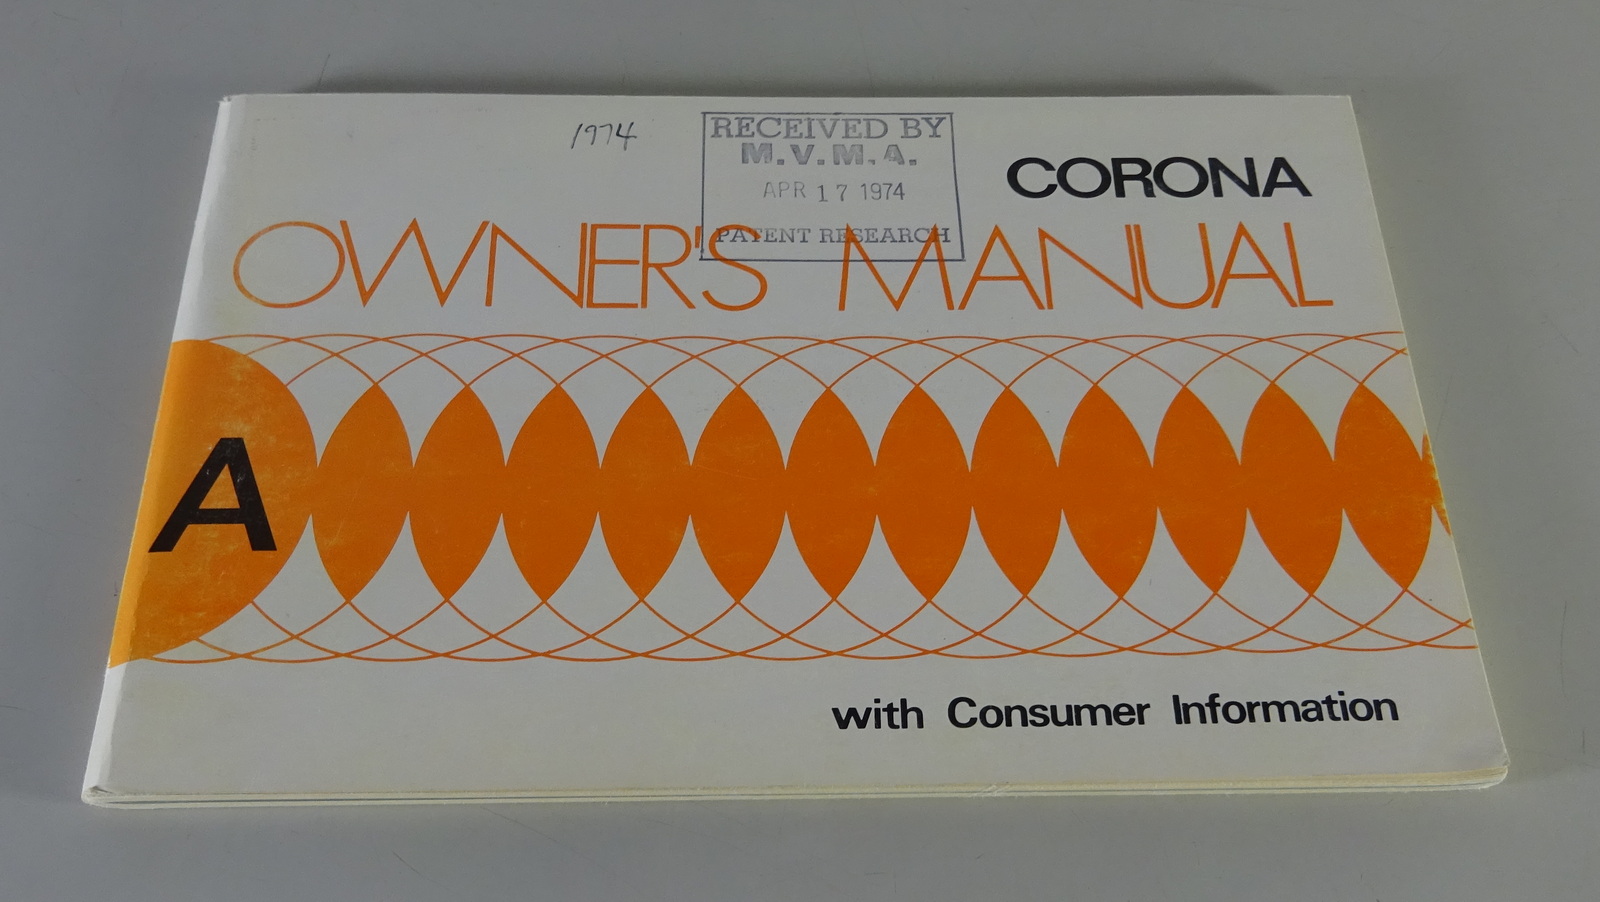 1974
RECEIVED BY
M.V.M.A.
APR 17 1974
PATENT RESEARCH
CORONA
OWNER'S MANUAL
A
with Consumer Information